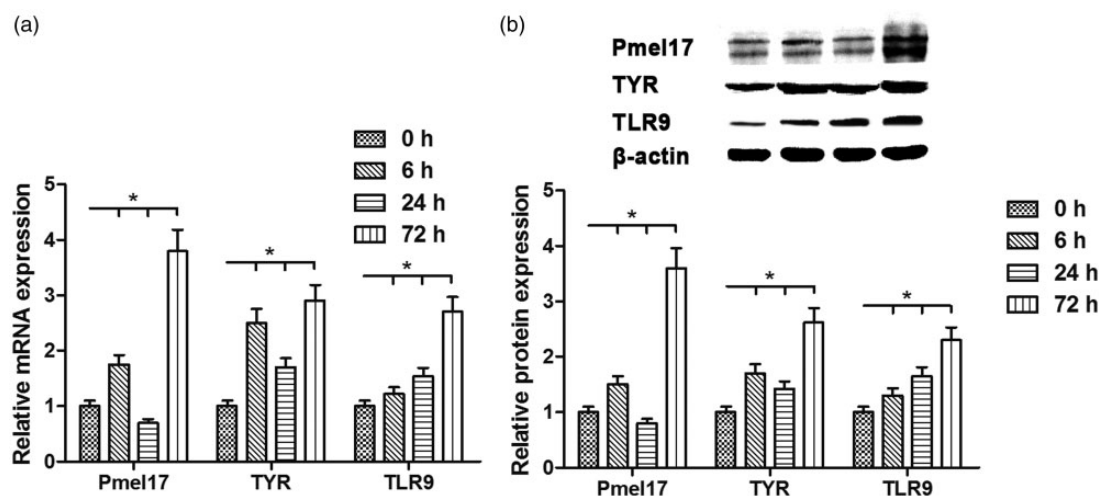 (a)
0 h
6 h
24 h
72 h
Relative mRNA expression
5
4
3
2
1
0
*
*
*
Pmel17 TYR TLR9
(b)
Pmel17
TYR
TLR9
β-actin
0 h
6 h
24 h
72 h
Relative protein expression
5
4
3
2
1
0
*
*
*
Pmel17 TYR TLR9